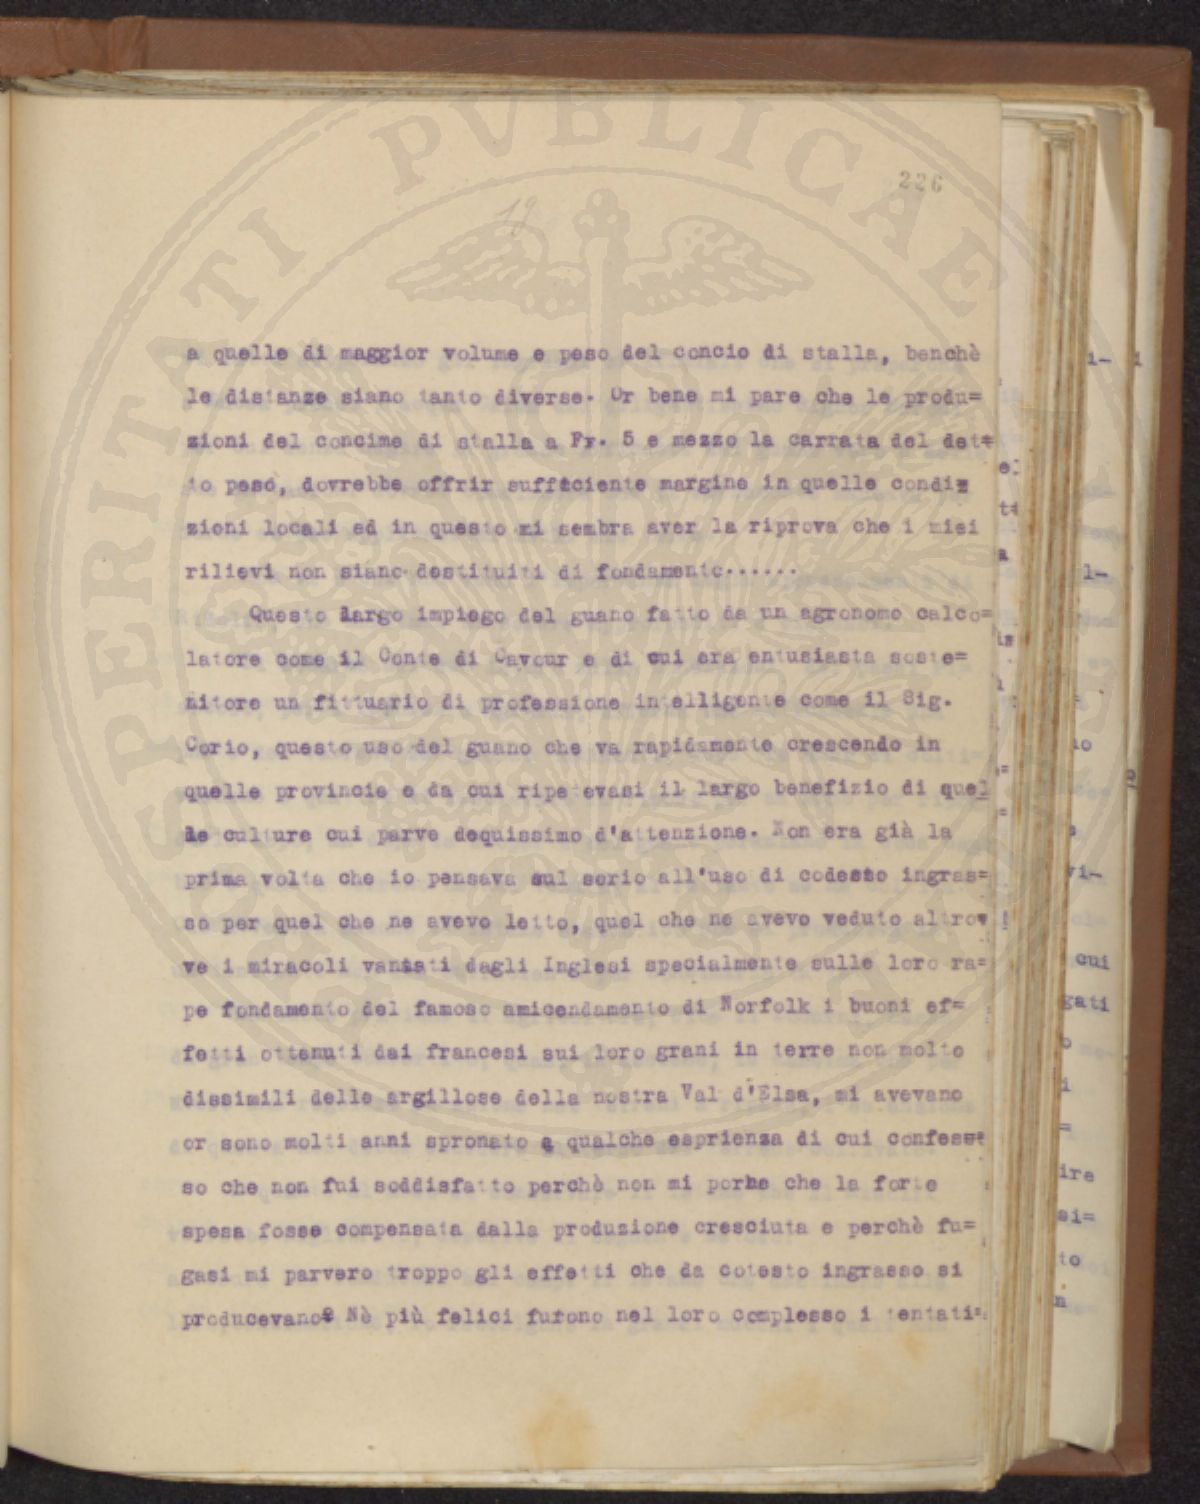 226
19
a quelle di maggior volume e peso del concio di stalla, benchè
le distanze siano tanto diverse. Or bene mi pare che le produ=
zioni del concime di stalla a Fr. 5 e mezzo la carrata del det=
to peso, dovrebbe offrir sufficiente margine in quelle condi=
zioni locali ed in questo mi sembra aver la riprova che i miei
rilievi non siano destituiti di fondamento......
Questo largo impiego del guano fatto da un agronomo calco=
latore come il Conte di Cavour e di cui era entusiasta soste=
nitore un fittuario di professione intelligente come il Sig.
Corio, questo uso del guano che va rapidamente crescendo in
quelle provincie e da cui ripetevasi il largo benefizio di quel
le culture cui parve dequissimo d'attenzione. Non era già la
prima volta che io pensava sul serio all'uso di codesto ingras=
so per quel che ne avevo letto, quel che ne avevo veduto altrov
ve i miracoli vantati dagli Inglesi specialmente sulle loro ra=
pe fondamento del famoso amicendamento di Norfolk i buoni ef=
fetti ottenuti dai francesi sui loro grani in terre non molto
dissimili delle argillose della nostra Val d'Elsa, mi avevano
or sono molti anni spronato a qualche esprienza di cui confes=
so che non fui soddisfatto perchè non mi porhe che la forte
spesa fosse compensata dalla produzione cresciuta e perchè fu=
gasi mi parvero troppo gli effetti che da cotesto ingrasso si
producevano. Nè più felici furono nel loro complesso i tentati=
PROSPERITATI PVBLICAE